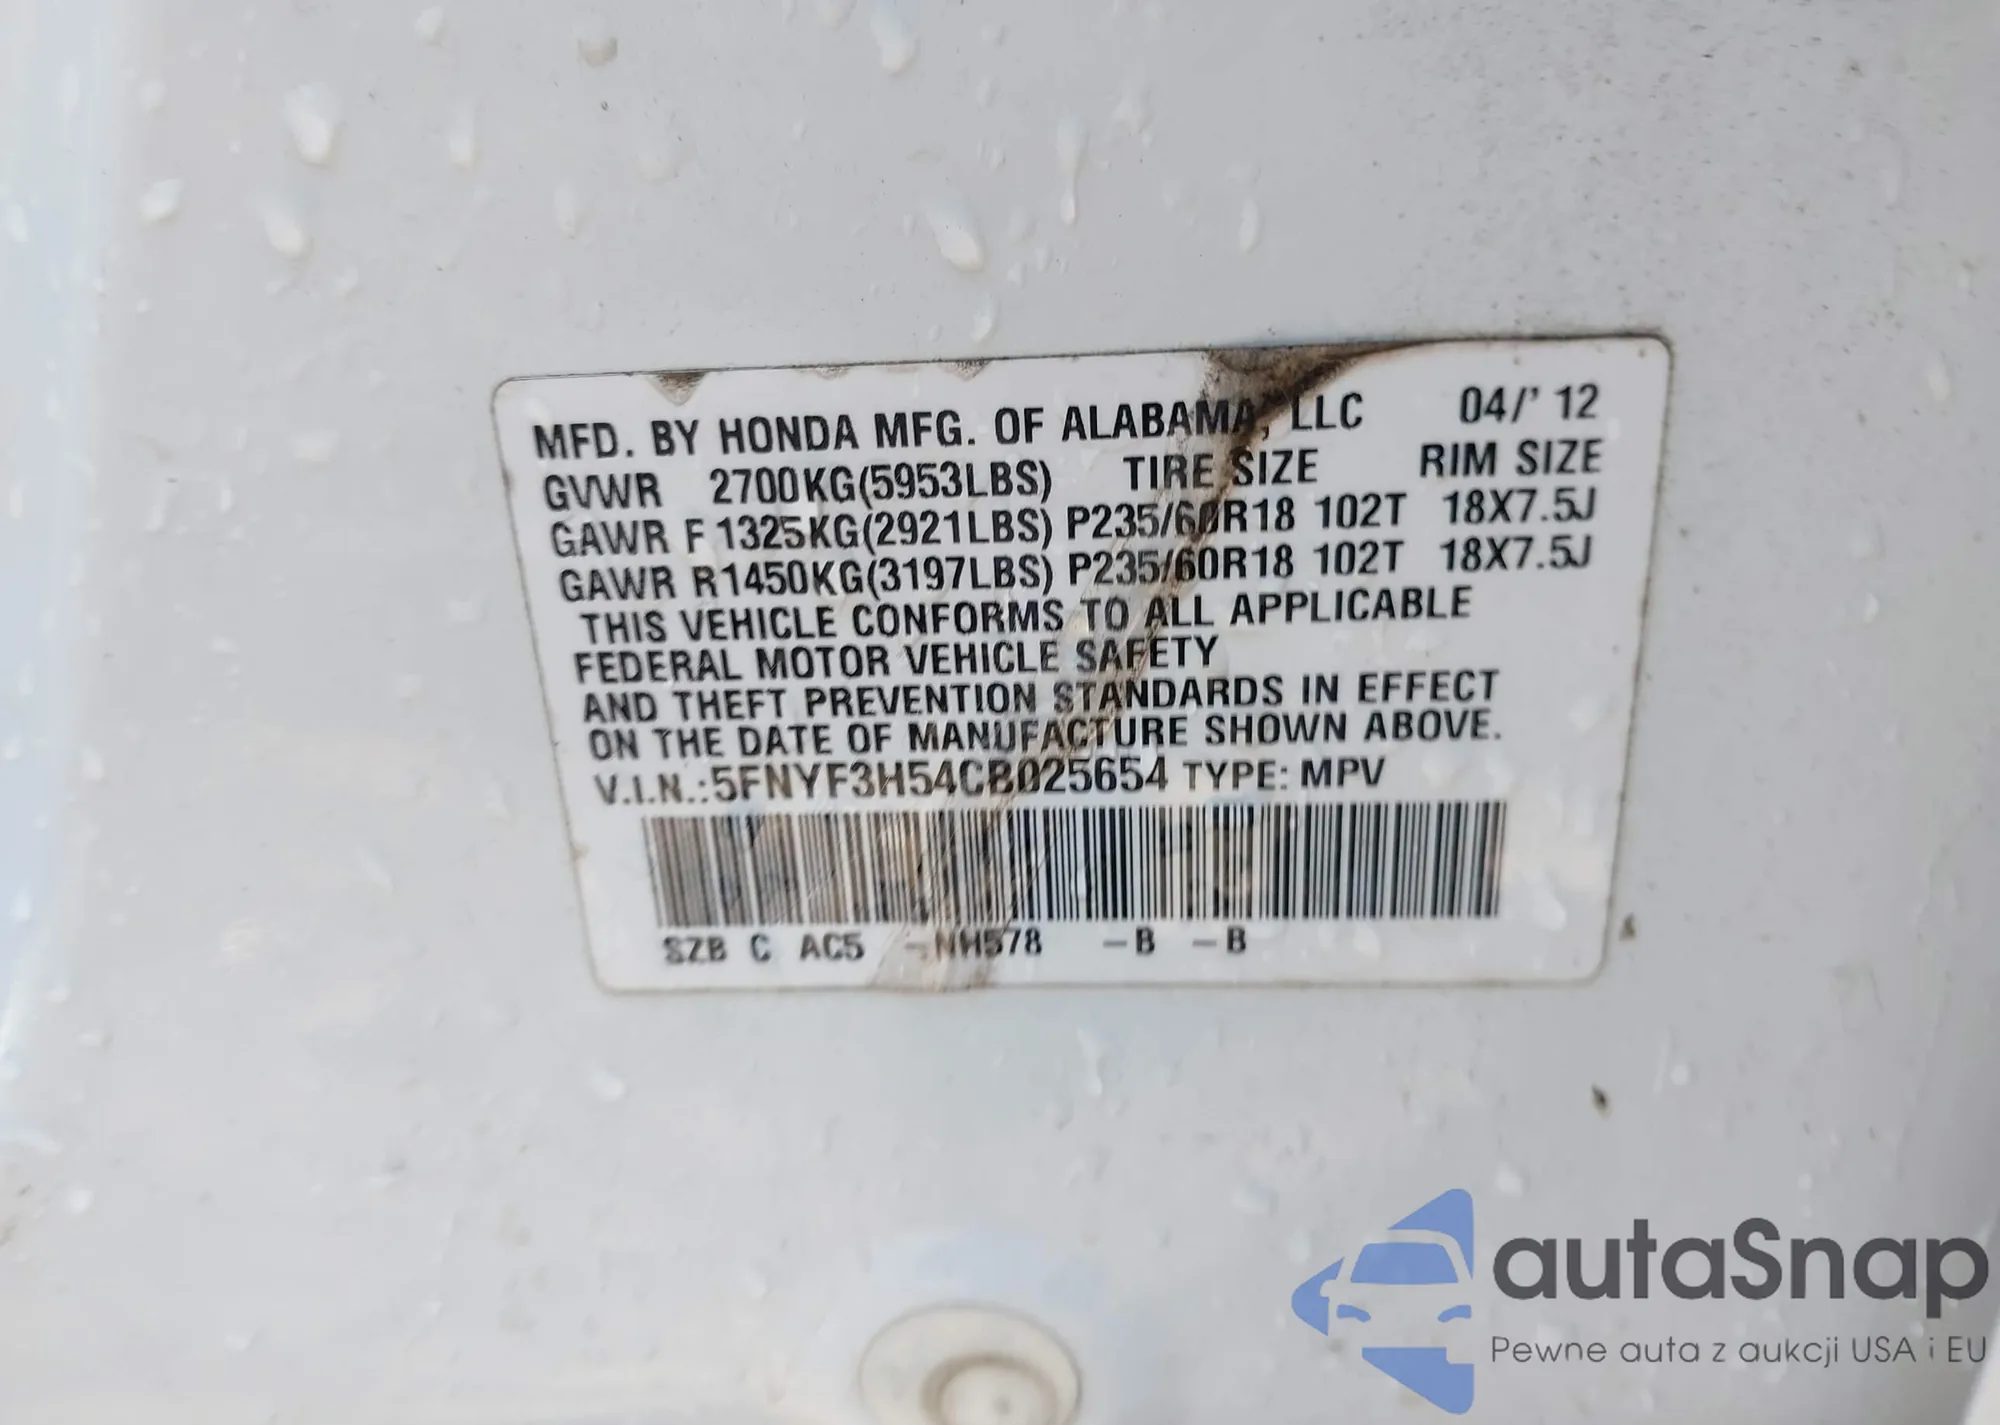 MFD. BY HONDA MFG. OF ALABAMA, LLC 04/' 12
GVWR 2700KG(5953LBS) TIRE SIZE RIM SIZE
GAWR F 1325KG(2921LBS) P235/60R18 102T 18X7.5J
GAWR R1450KG(3197LBS) P235/60R18 102T 18X7.5J
THIS VEHICLE CONFORMS TO ALL APPLICABLE
FEDERAL MOTOR VEHICLE SAFETY
AND THEFT PREVENTION STANDARDS IN EFFECT
ON THE DATE OF MANUFACTURE SHOWN ABOVE.
V.I.N.:5FNYF3H54CB025654 TYPE: MPV
SZB C AC5 -NH578 -B -B
autaSnap
Pewne auta z aukcji USA i EU